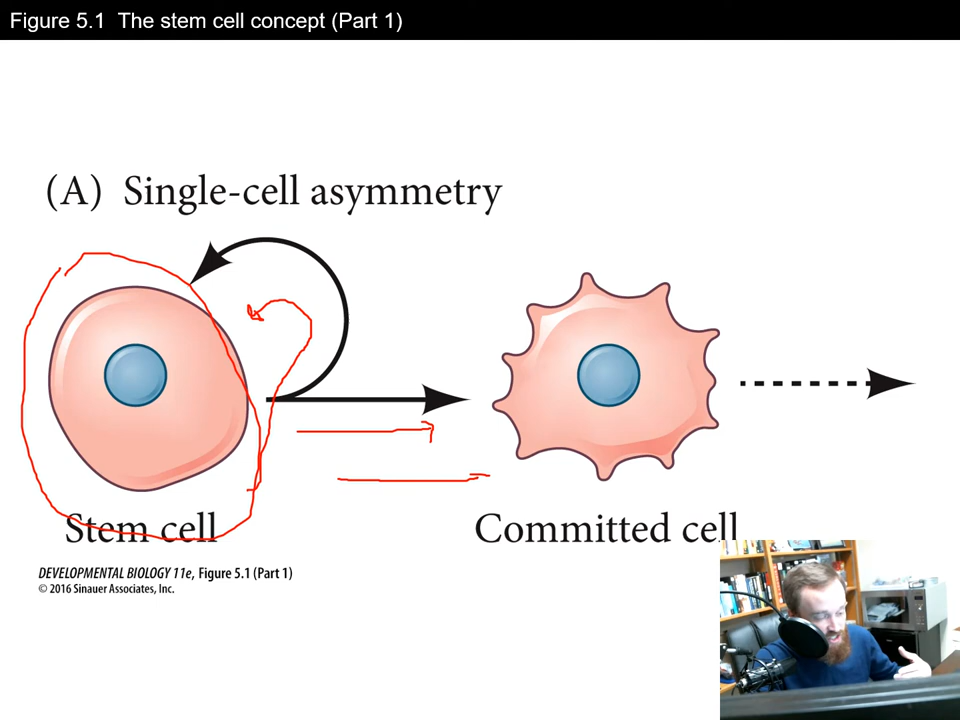 Figure 5.1  The stem cell concept (Part 1)
(A)  Single-cell asymmetry
Stem cell
Committed cell
DEVELOPMENTAL BIOLOGY 11e, Figure 5.1 (Part 1)
© 2016 Sinauer Associates, Inc.